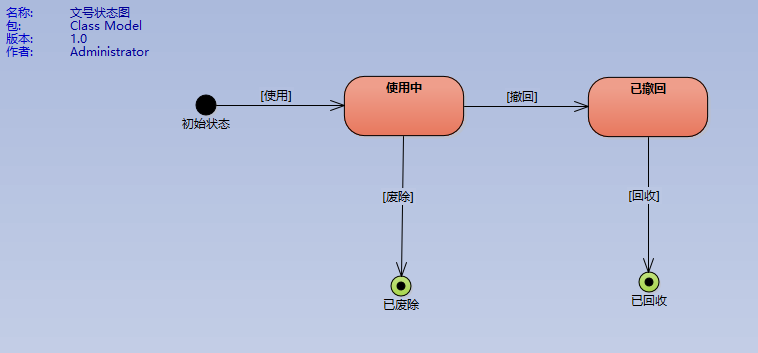 名称: 文号状态图
包: Class Model
版本: 1.0
作者: Administrator
使用中
已撤回
[使用]
[撤回]
初始状态
[废除]
[回收]
已废除
已回收